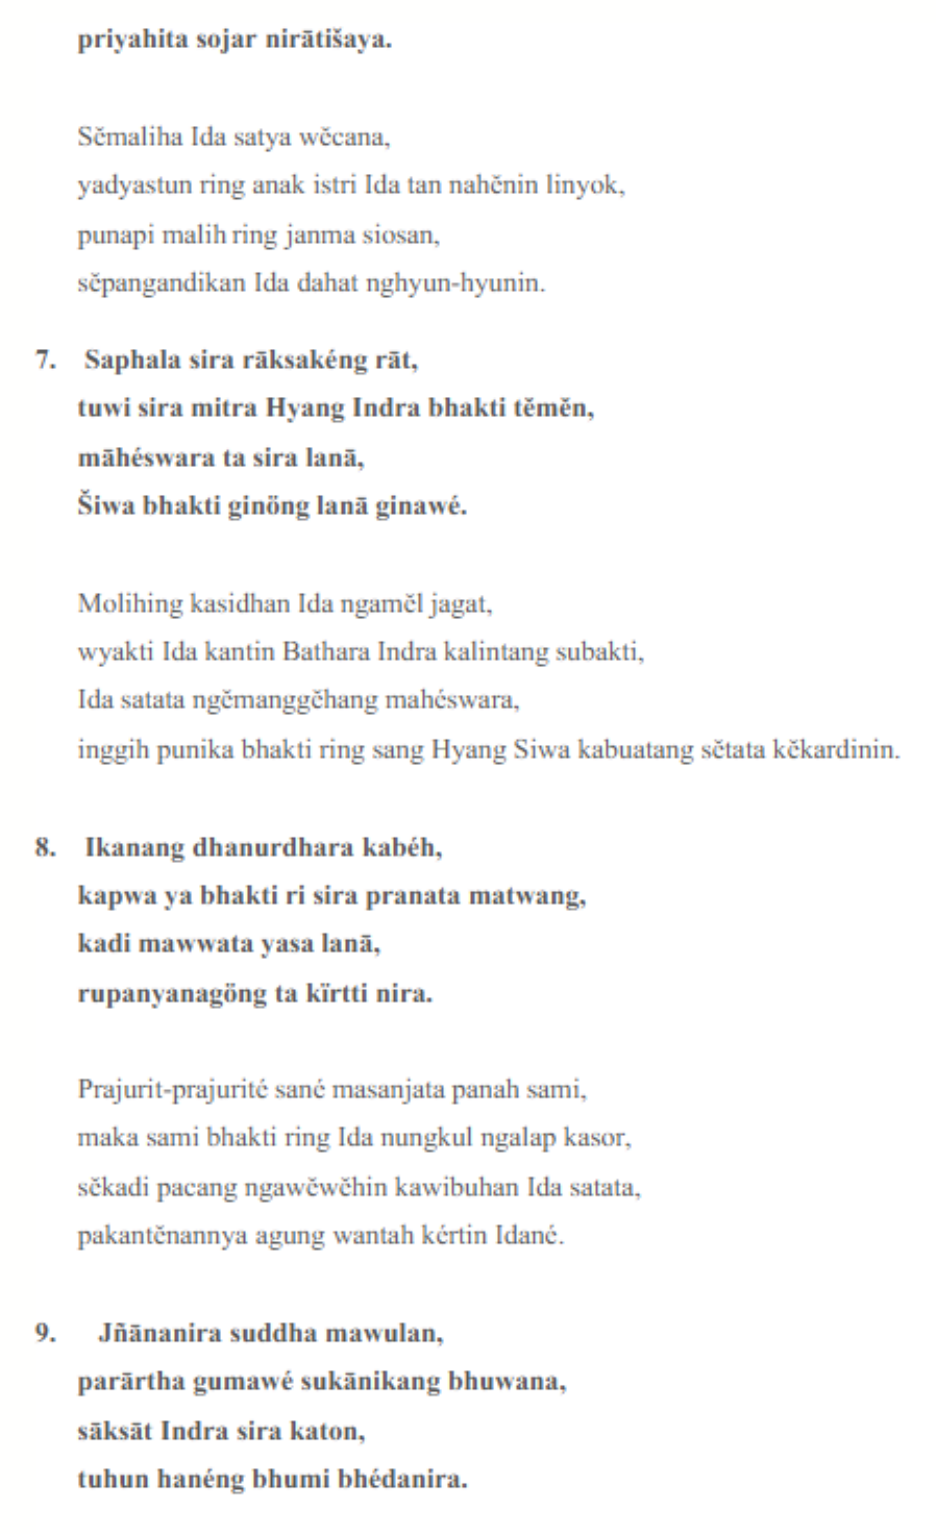 priyahita sojar nirātišaya.
Sĕmaliha Ida satya wĕcana,
yadyastun ring anak istri Ida tan nahĕnin linyok,
punapi malih ring janma siosan,
sĕpangandikan Ida dahat nghyun-hyunin.
7. Saphala sira rāksakéng rāt,
tuwi sira mitra Hyang Indra bhakti tĕmĕn,
māhéswara ta sira lanā,
Šiwa bhakti ginöng lanā ginawé.
Molihing kasidhan Ida ngamĕl jagat,
wyakti Ida kantin Bathara Indra kalintang subakti,
Ida satata ngĕmanggĕhang mahéswara,
inggih punika bhakti ring sang Hyang Siwa kabuatang sĕtata kĕkardinin.
8. Ikanang dhanurdhara kabéh,
kapwa ya bhakti ri sira pranata matwang,
kadi mawwata yasa lanā,
rupanyanagöng ta kïrtti nira.
Prajurit-prajurité sané masanjata panah sami,
maka sami bhakti ring Ida nungkul ngalap kasor,
sĕkadi pacang ngawĕwĕhin kawibuhan Ida satata,
pakantĕnannya agung wantah kértin Idané.
9. Jñānanira suddha mawulan,
parārtha gumawé sukānikang bhuwana,
sāksāt Indra sira katon,
tuhun hanéng bhumi bhédanira.